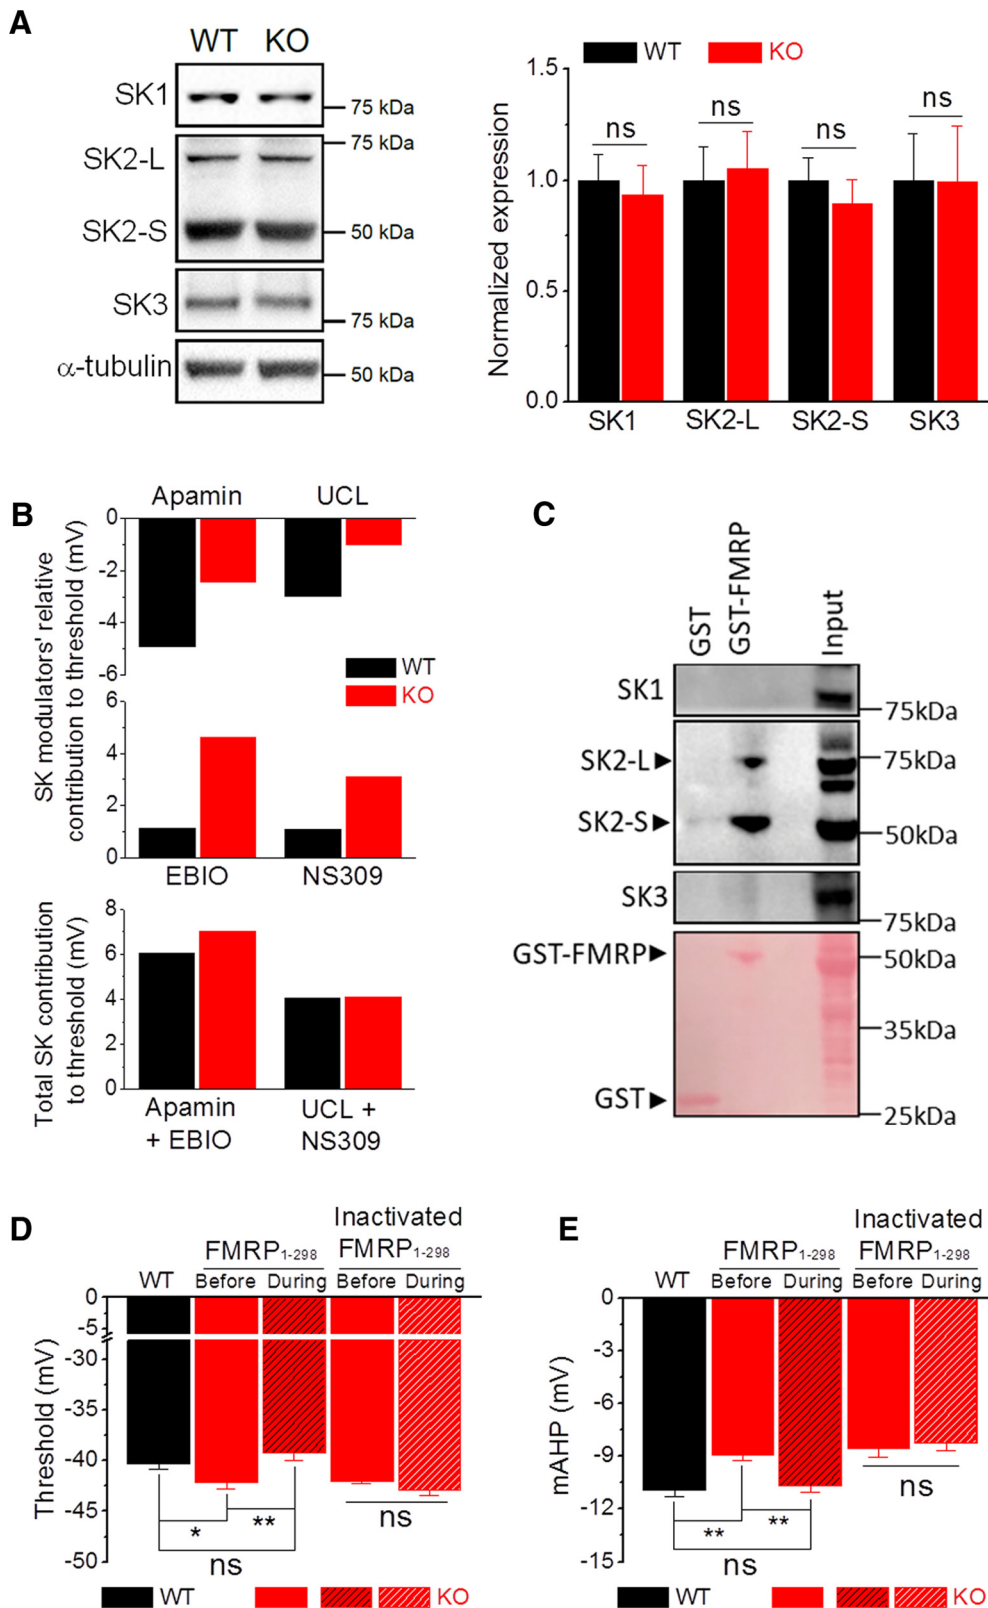 A
WT KO
SK1
75 kDa
75 kDa
SK2-L
SK2-S
50 kDa
SK3
75 kDa
α-tubulin
50 kDa
WT KO
1.5
1.0
0.5
0.0
Normalized expression
ns ns ns ns
SK1 SK2-L SK2-S SK3
B
Apamin UCL
0
-2
-4
-6
6
4
2
0
SK modulators' relative
contribution to threshold (mV)
WT
KO
EBIO NS309
8
6
4
2
0
Total SK contribution
to threshold (mV)
Apamin
+ EBIO
UCL +
NS309
C
GST
GST-FMRP
Input
SK1
75kDa
SK2-L
75kDa
SK2-S
50kDa
SK3
75kDa
GST-FMRP
50kDa
35kDa
GST
25kDa
D
Inactivated
FMRP1-298 FMRP1-298
WT Before During Before During
0
-5
-30
-35
-40
-45
-50
Threshold (mV)
* **
ns
ns
WT KO
E
Inactivated
FMRP1-298 FMRP1-298
WT Before During Before During
0
-3
-6
-9
-12
-15
mAHP (mV)
** **
ns
ns
WT KO